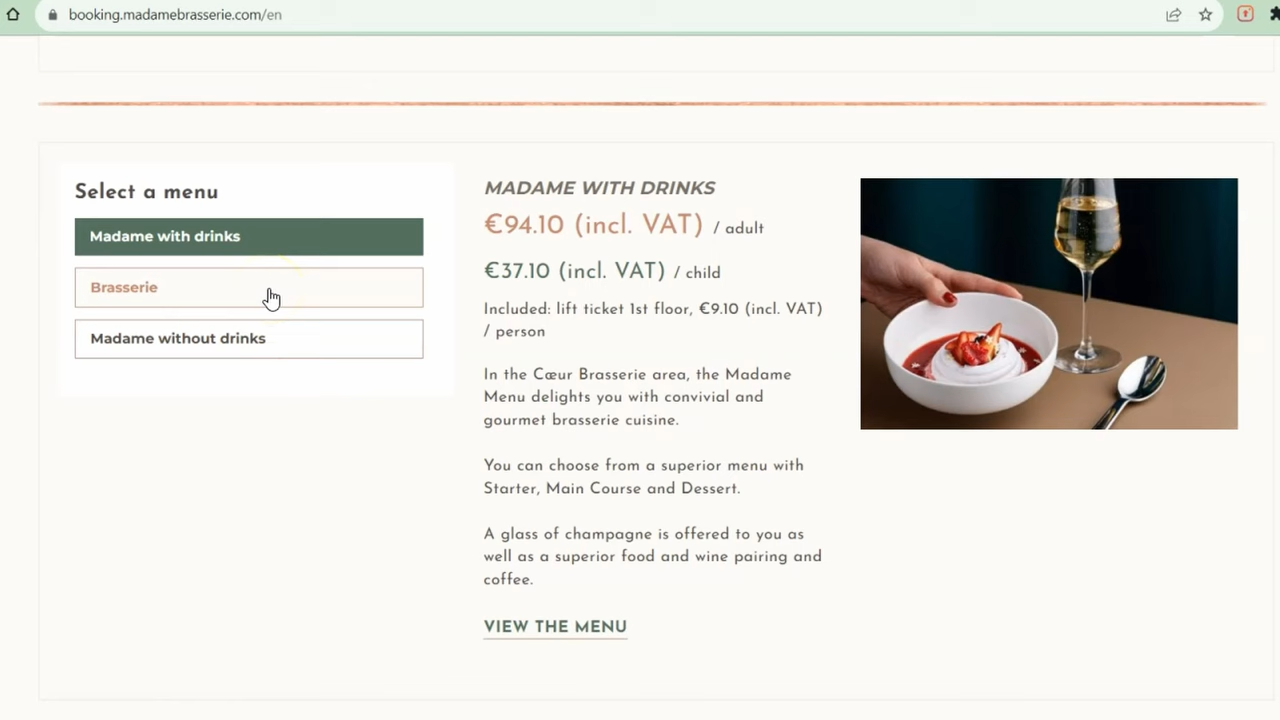 booking.madamebrasserie.com/en
Select a menu
Madame with drinks
Brasserie
Madame without drinks
MADAME WITH DRINKS
€94.10 (incl. VAT) / adult
€37.10 (incl. VAT) / child
Included: lift ticket 1st floor, €9.10 (incl. VAT)
/ person
In the Cœur Brasserie area, the Madame
Menu delights you with convivial and
gourmet brasserie cuisine.
You can choose from a superior menu with
Starter, Main Course and Dessert.
A glass of champagne is offered to you as
well as a superior food and wine pairing and
coffee.
VIEW THE MENU